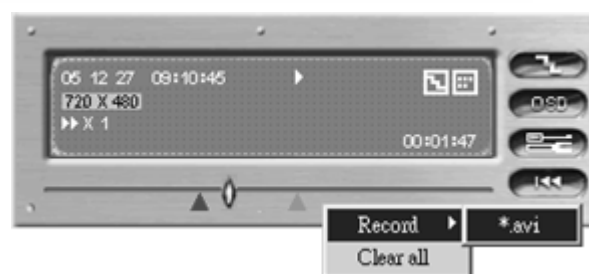 05 12 27 09:10:45
720 X 480
X 1
00:01:47
OSD
Record *.avi
Clear all